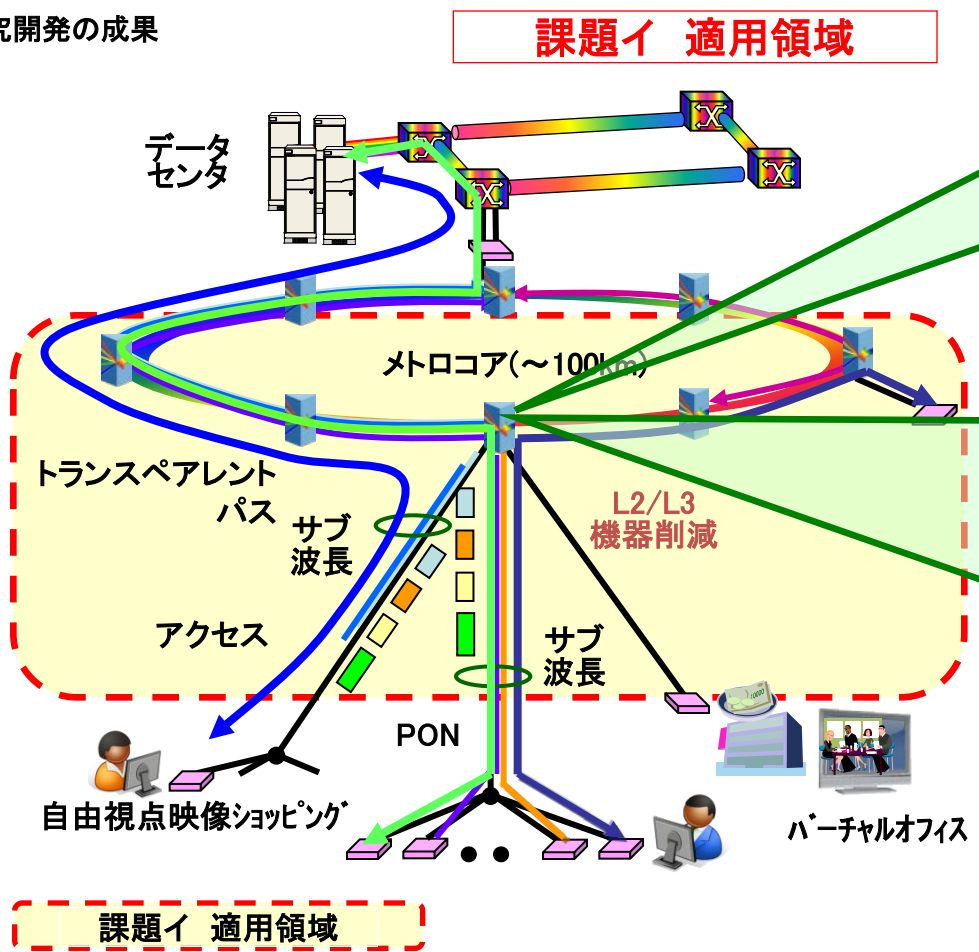 究開発の成果
課題イ 適用領域
データ
センタ
メトロコア(～100km)
トランスペアレント
パス
サブ
波長
L2/L3
機器削減
アクセス
サブ
波長
PON
自由視点映像ショッピング
バーチャルオフィス
課題イ 適用領域